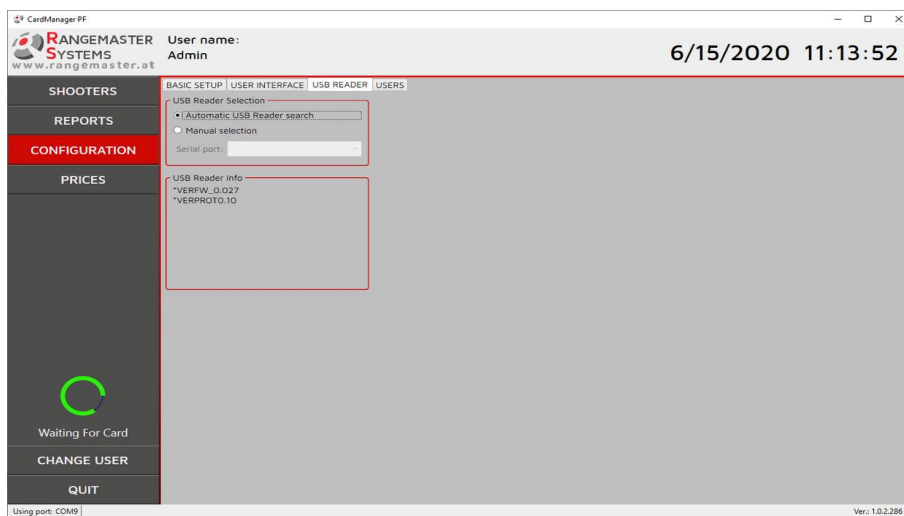 CardManager PF
RANGEMASTER
SYSTEMS
www.rangemaster.at
User name:
Admin
6/15/2020 11:13:52
SHOOTERS
REPORTS
CONFIGURATION
PRICES
BASIC SETUP USER INTERFACE USB READER USERS
USB Reader Selection
Automatic USB Reader search
Manual selection
Serial port:
USB Reader Info
*VERFW_0.027
*VERPROT0.10
Waiting For Card
CHANGE USER
QUIT
Using port: COM9
Ver.: 1.0.2.286